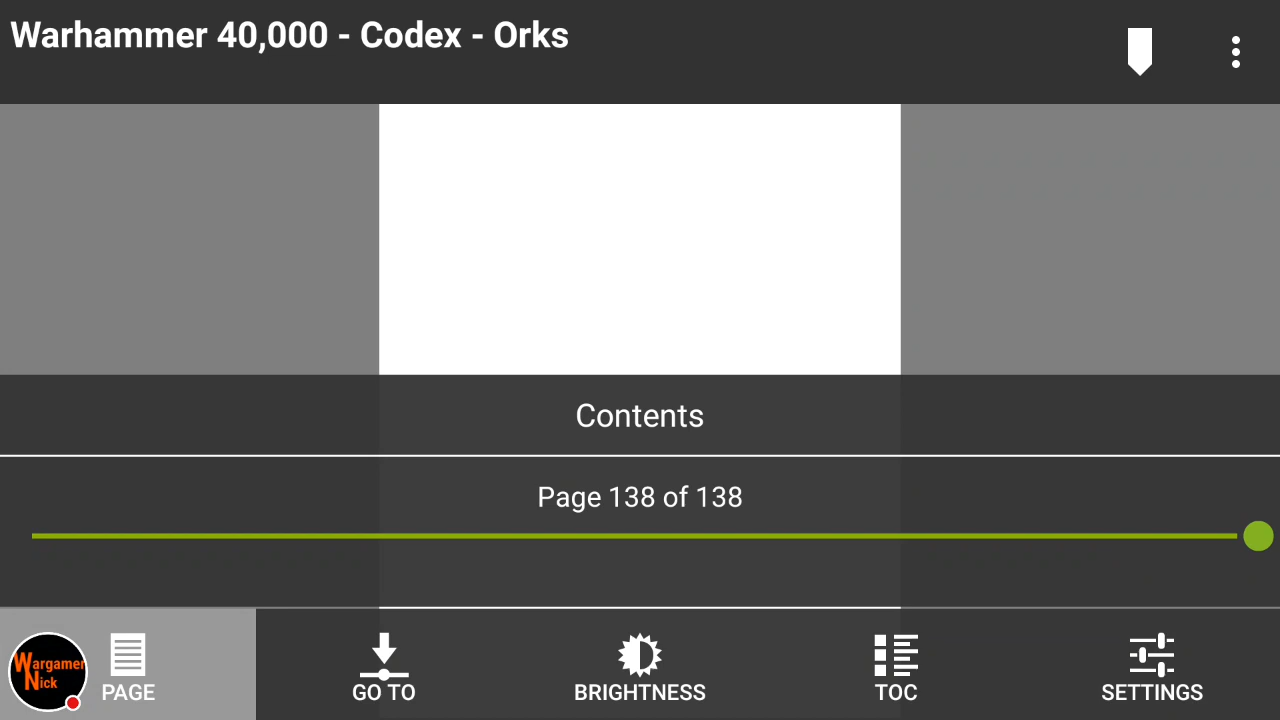 Warhammer 40,000 - Codex - Orks
Contents
Page 138 of 138
Wargamer
Nick
PAGE
GO TO
BRIGHTNESS
TOC
SETTINGS